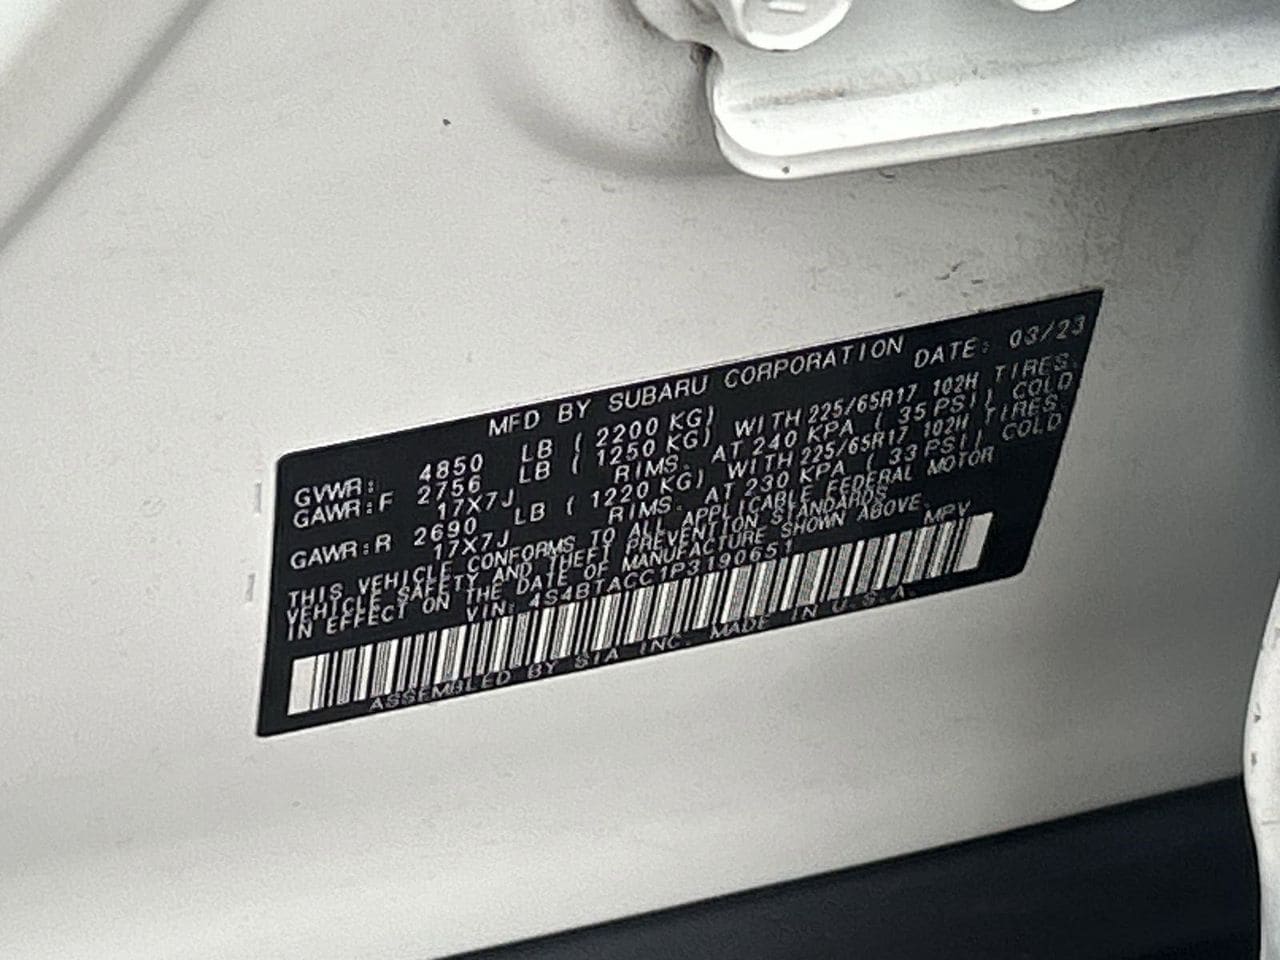 MFD BY SUBARU CORPORATION DATE: 03/23
GVWR: 4850 LB ( 2200 KG)
GAWR:F 2756 LB ( 1250 KG) WITH 225/65R17 102H TIRES,
17X7J RIMS. AT 240 KPA ( 35 PSI) COLD
GAWR:R 2690 LB ( 1220 KG) WITH 225/65R17 102H TIRES,
17X7J RIMS. AT 230 KPA ( 33 PSI) COLD
THIS VEHICLE CONFORMS TO ALL APPLICABLE FEDERAL MOTOR
VEHICLE SAFETY AND THEFT PREVENTION STANDARDS
IN EFFECT ON THE DATE OF MANUFACTURE SHOWN ABOVE.
VIN: 4S4BTACC1P3190651 MPV
ASSEMBLED BY SIA INC. MADE IN U.S.A.